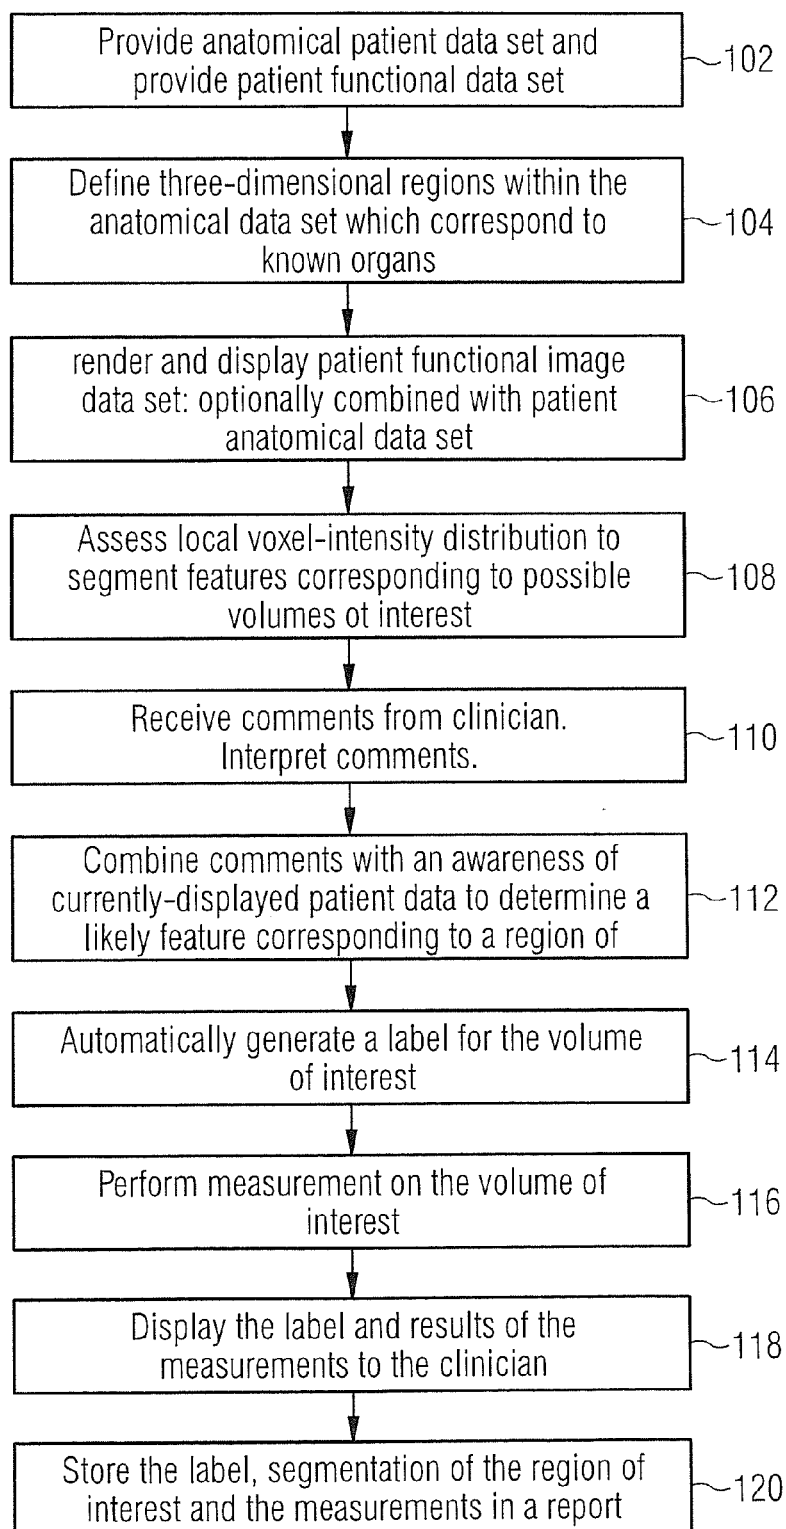 Provide anatomical patient data set and
provide patient functional data set
102
Define three-dimensional regions within the
anatomical data set which correspond to
known organs
104
render and display patient functional image
data set: optionally combined with patient
anatomical data set
106
Assess local voxel-intensity distribution to
segment features corresponding to possible
volumes ot interest
108
Receive comments from clinician.
Interpret comments.
110
Combine comments with an awareness of
currently-displayed patient data to determine a
likely feature corresponding to a region of
112
Automatically generate a label for the volume
of interest
114
Perform measurement on the volume of
interest
116
Display the label and results of the
measurements to the clinician
118
Store the label, segmentation of the region of
interest and the measurements in a report
120